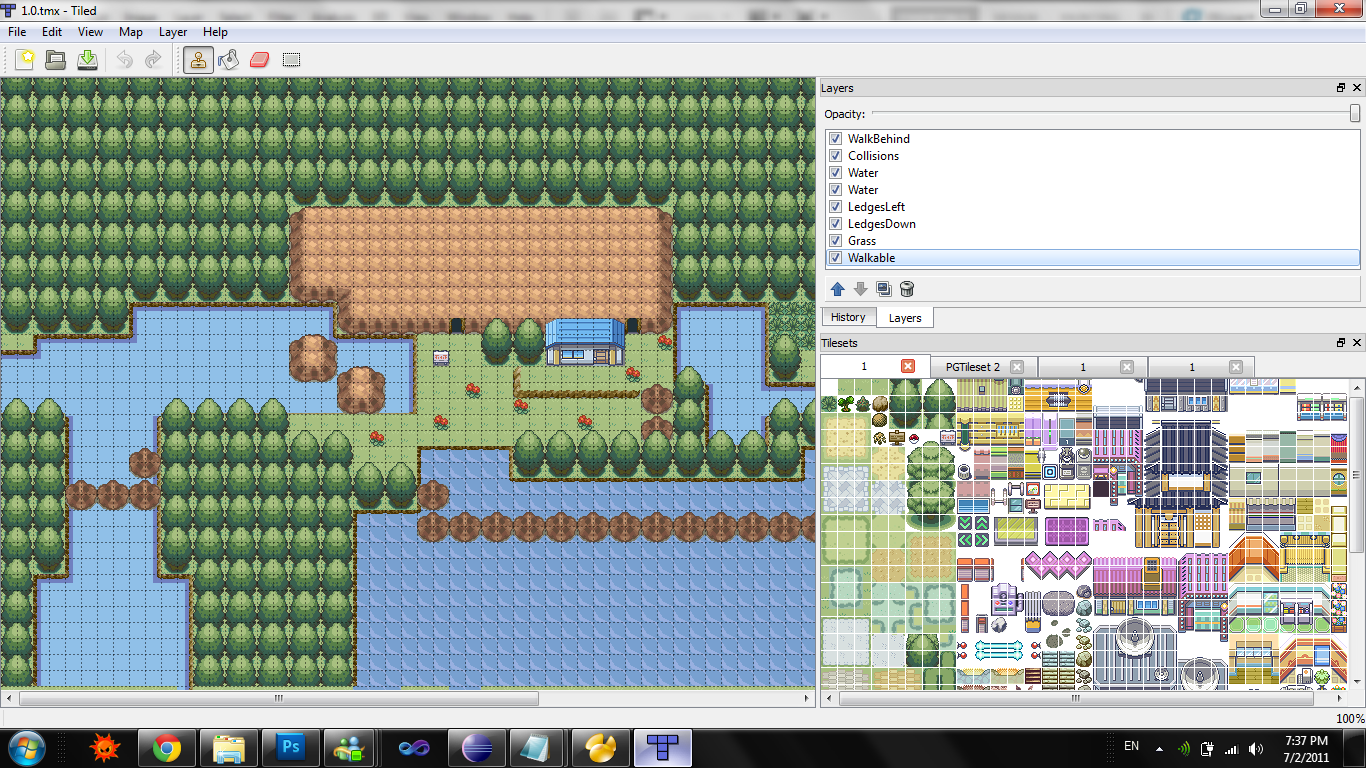 1.0.tmx - Tiled
File Edit View Map Layer Help
Layers
Opacity:
WalkBehind
Collisions
Water
Water
LedgesLeft
LedgesDown
Grass
Walkable
History Layers
Tilesets
1 PGTileset 2 1 1
100%
Ps
EN
7:37 PM
7/2/2011